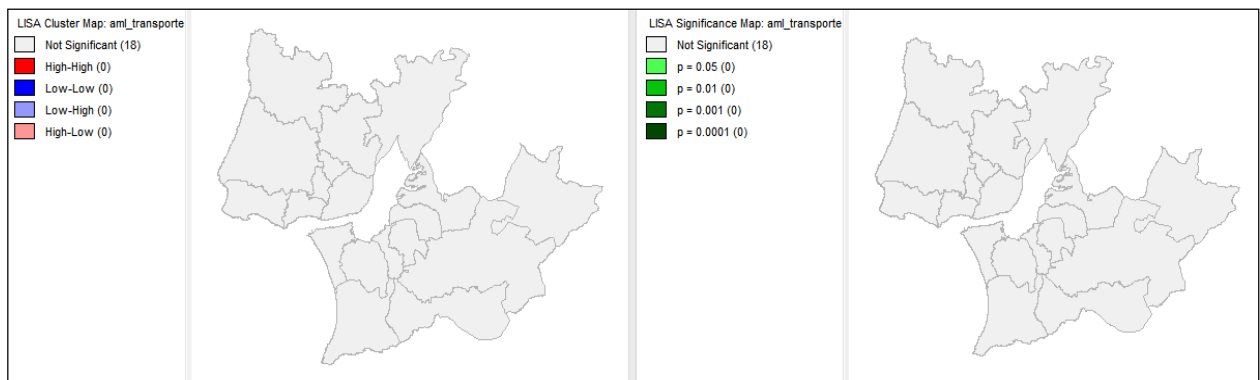 LISA Cluster Map: aml_transporte
Not Significant (18)
High-High (0)
Low-Low (0)
Low-High (0)
High-Low (0)
LISA Significance Map: aml_transporte
Not Significant (18)
p = 0.05 (0)
p = 0.01 (0)
p = 0.001 (0)
p = 0.0001 (0)